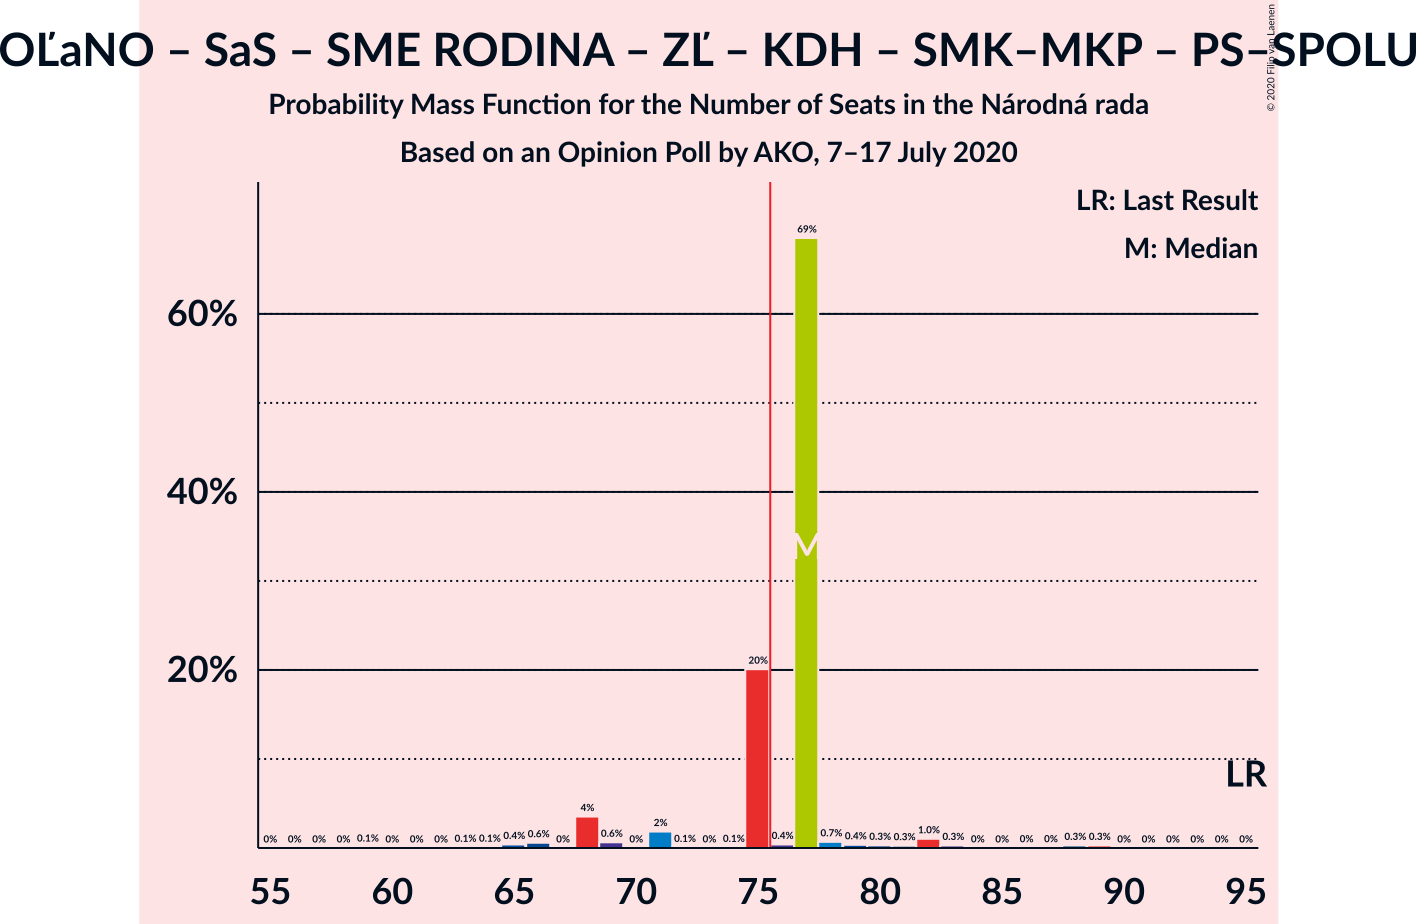 OĽaNO – SaS – SME RODINA – ZĽ – KDH – SMK–MKP – PS–SPOLU
© 2020 Filip van Laenen
Probability Mass Function for the Number of Seats in the Národná rada
Based on an Opinion Poll by AKO, 7–17 July 2020
LR: Last Result
M: Median
69%
60%
40%
M
20%
20%
LR
4%
2%
0% 0% 0% 0% 0.1% 0% 0% 0% 0.1% 0.1% 0.4% 0.6% 0% 0.6% 0% 0.1% 0% 0.1% 0.4% 0.7% 0.4% 0.3% 0.3% 1.0% 0.3% 0% 0% 0% 0% 0.3% 0.3% 0% 0% 0% 0% 0% 0%
55 60 65 70 75 80 85 90 95